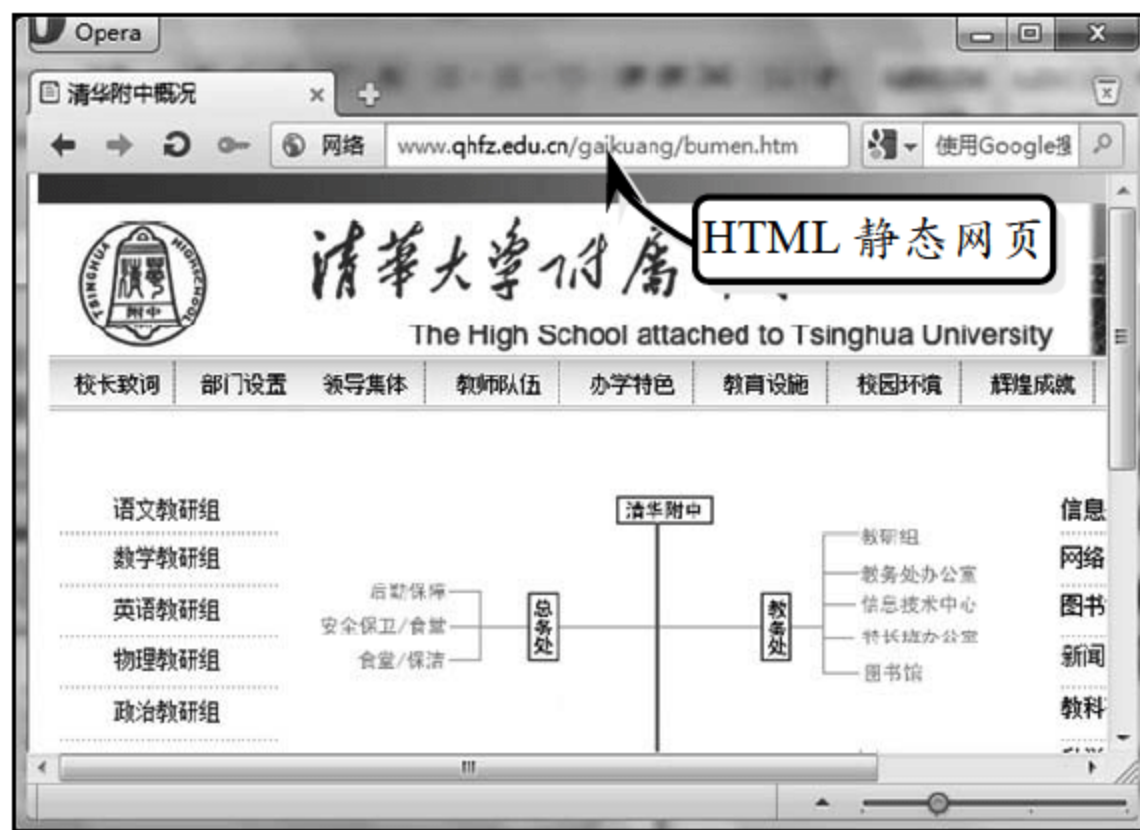 Opera
清华附中概况
网络 www.qhfz.edu.cn/gaikuang/bumen.htm 使用Google搜
HTML 静态网页
清華大学附属
TSINGHUA HIGHSCHOOL
附中
The High School attached to Tsinghua University
校长致词 部门设置 领导集体 教师队伍 办学特色 教育设施 校园环境 辉煌成就
语文教研组
数学教研组
英语教研组
物理教研组
政治教研组
清华附中
总务处
后勤保障
安全保卫/食堂
食堂/保洁
教务处
教研组
教务处办公室
信息技术中心
特长班办公室
图书馆
信息
网络
图书
新闻
教科